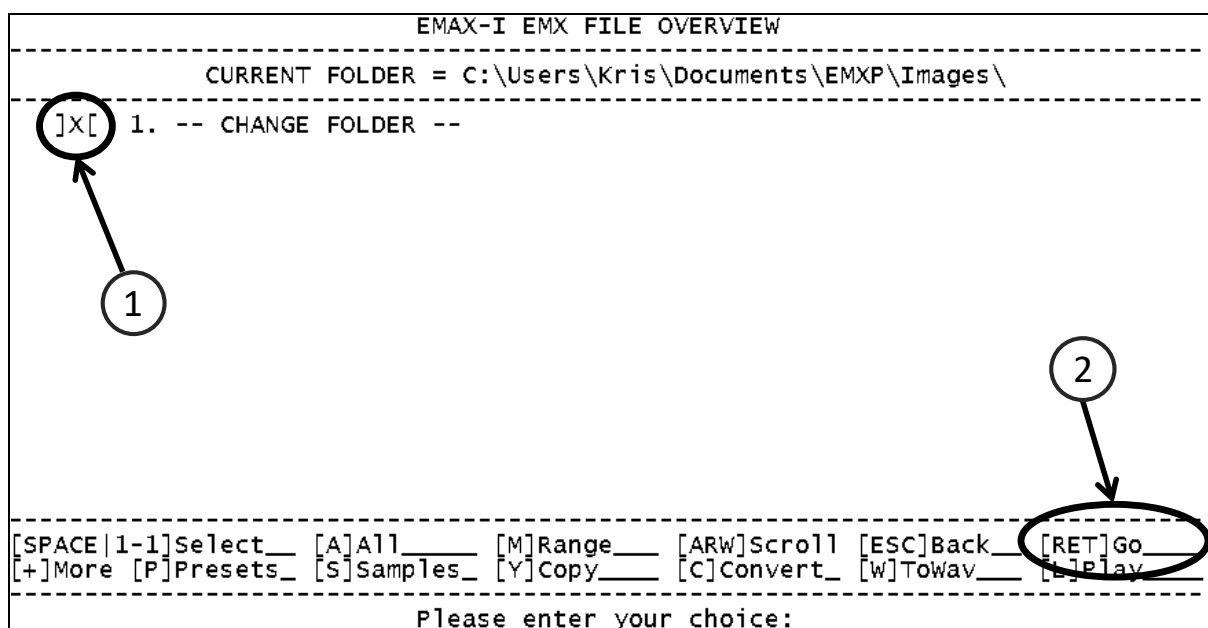 EMAX-I EMX FILE OVERVIEW
CURRENT FOLDER = C:\Users\Kris\Documents\EMXP\Images\
]X[ 1. -- CHANGE FOLDER --
1
2
[SPACE|1-1]Select__ [A]All_____ [M]Range___ [ARW]Scroll [ESC]Back__ [RET]Go____
[+]More [P]Presets_ [S]Samples_ [Y]Copy____ [C]Convert_ [W]ToWav___ [L]Play____
Please enter your choice: